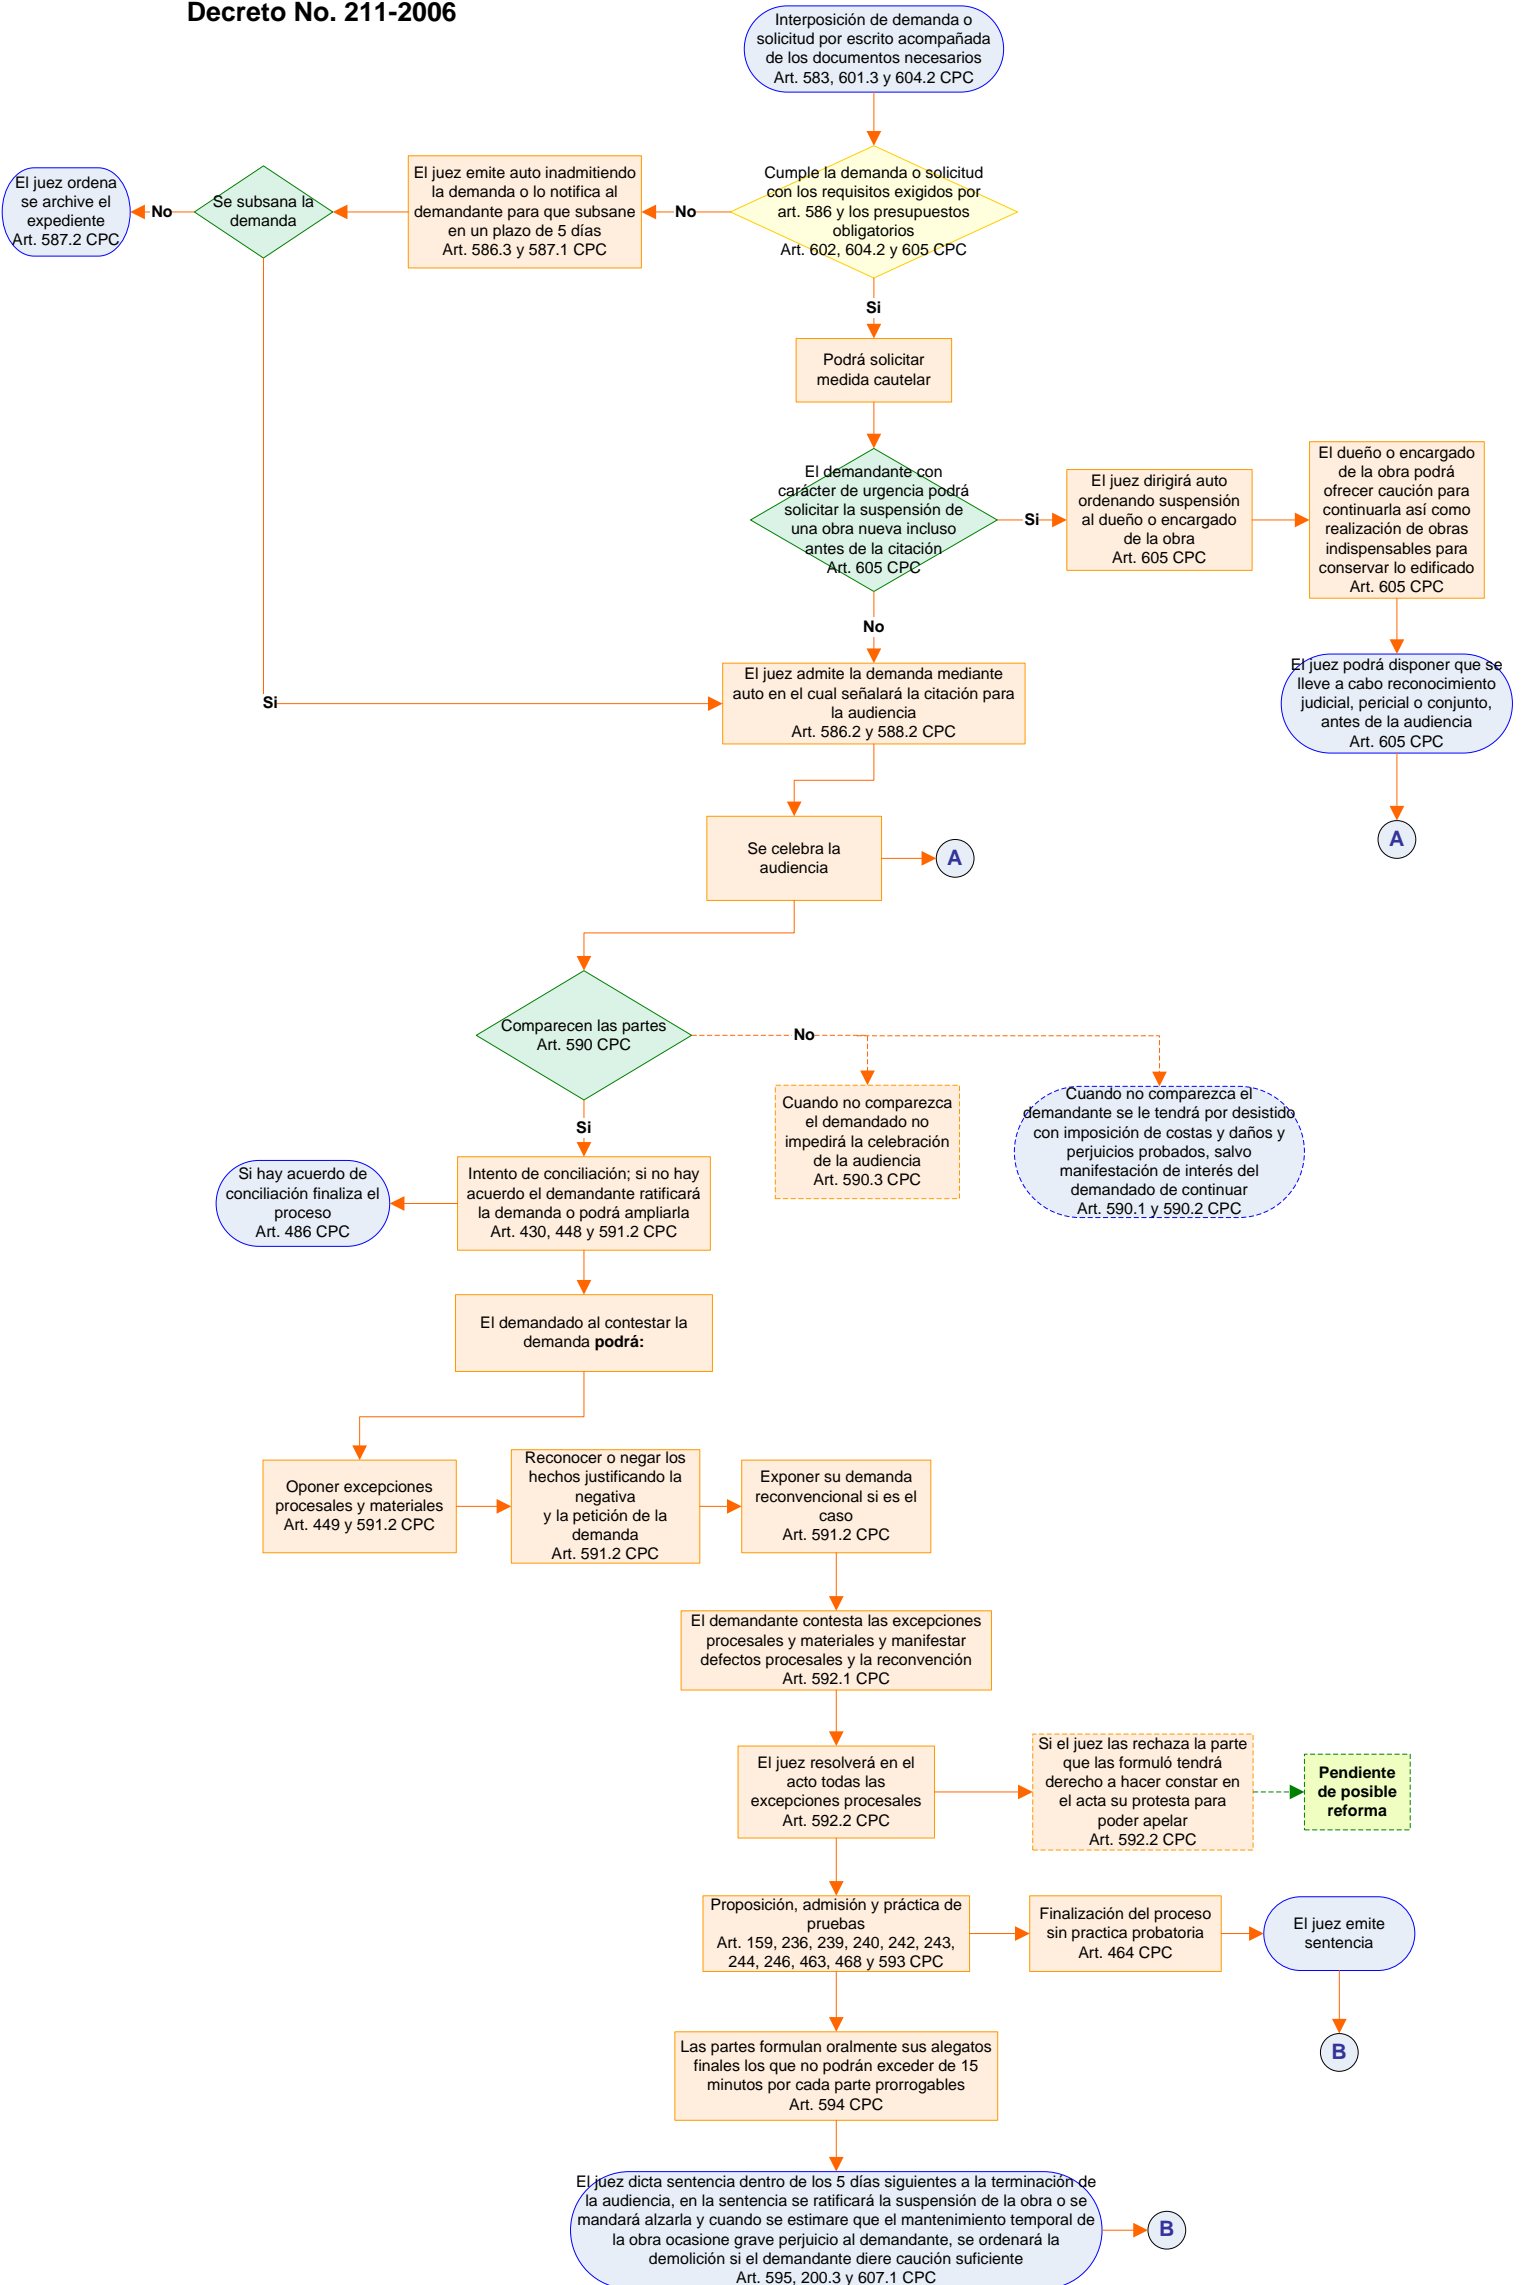 Decreto No. 211-2006
Interposición de demanda o
solicitud por escrito acompañada
de los documentos necesarios
Art. 583, 601.3 y 604.2 CPC
Cumple la demanda o solicitud
con los requisitos exigidos por
art. 586 y los presupuestos
obligatorios
Art. 602, 604.2 y 605 CPC
No
El juez emite auto inadmitiendo
la demanda o lo notifica al
demandante para que subsane
en un plazo de 5 días
Art. 586.3 y 587.1 CPC
Se subsana la
demanda
No
El juez ordena
se archive el
expediente
Art. 587.2 CPC
Si
Podrá solicitar
medida cautelar
El demandante con
carácter de urgencia podrá
solicitar la suspensión de
una obra nueva incluso
antes de la citación
Art. 605 CPC
Si
El juez dirigirá auto
ordenando suspensión
al dueño o encargado
de la obra
Art. 605 CPC
El dueño o encargado
de la obra podrá
ofrecer caución para
continuarla así como
realización de obras
indispensables para
conservar lo edificado
Art. 605 CPC
No
El juez podrá disponer que se
lleve a cabo reconocimiento
judicial, pericial o conjunto,
antes de la audiencia
Art. 605 CPC
Si
El juez admite la demanda mediante
auto en el cual señalará la citación para
la audiencia
Art. 586.2 y 588.2 CPC
A
Se celebra la
audiencia
A
Comparecen las partes
Art. 590 CPC
No
Cuando no comparezca
el demandado no
impedirá la celebración
de la audiencia
Art. 590.3 CPC
Cuando no comparezca el
demandante se le tendrá por desistido
con imposición de costas y daños y
perjuicios probados, salvo
manifestación de interés del
demandado de continuar
Art. 590.1 y 590.2 CPC
Si
Intento de conciliación; si no hay
acuerdo el demandante ratificará
la demanda o podrá ampliarla
Art. 430, 448 y 591.2 CPC
Si hay acuerdo de
conciliación finaliza el
proceso
Art. 486 CPC
El demandado al contestar la
demanda podrá:
Oponer excepciones
procesales y materiales
Art. 449 y 591.2 CPC
Reconocer o negar los
hechos justificando la
negativa
y la petición de la
demanda
Art. 591.2 CPC
Exponer su demanda
reconvencional si es el
caso
Art. 591.2 CPC
El demandante contesta las excepciones
procesales y materiales y manifestar
defectos procesales y la reconvención
Art. 592.1 CPC
El juez resolverá en el
acto todas las
excepciones procesales
Art. 592.2 CPC
Si el juez las rechaza la parte
que las formuló tendrá
derecho a hacer constar en
el acta su protesta para
poder apelar
Art. 592.2 CPC
Pendiente
de posible
reforma
Proposición, admisión y práctica de
pruebas
Art. 159, 236, 239, 240, 242, 243,
244, 246, 463, 468 y 593 CPC
Finalización del proceso
sin practica probatoria
Art. 464 CPC
El juez emite
sentencia
B
Las partes formulan oralmente sus alegatos
finales los que no podrán exceder de 15
minutos por cada parte prorrogables
Art. 594 CPC
El juez dicta sentencia dentro de los 5 días siguientes a la terminación de
la audiencia, en la sentencia se ratificará la suspensión de la obra o se
mandará alzarla y cuando se estimare que el mantenimiento temporal de
la obra ocasione grave perjuicio al demandante, se ordenará la
demolición si el demandante diere caución suficiente
Art. 595, 200.3 y 607.1 CPC
B